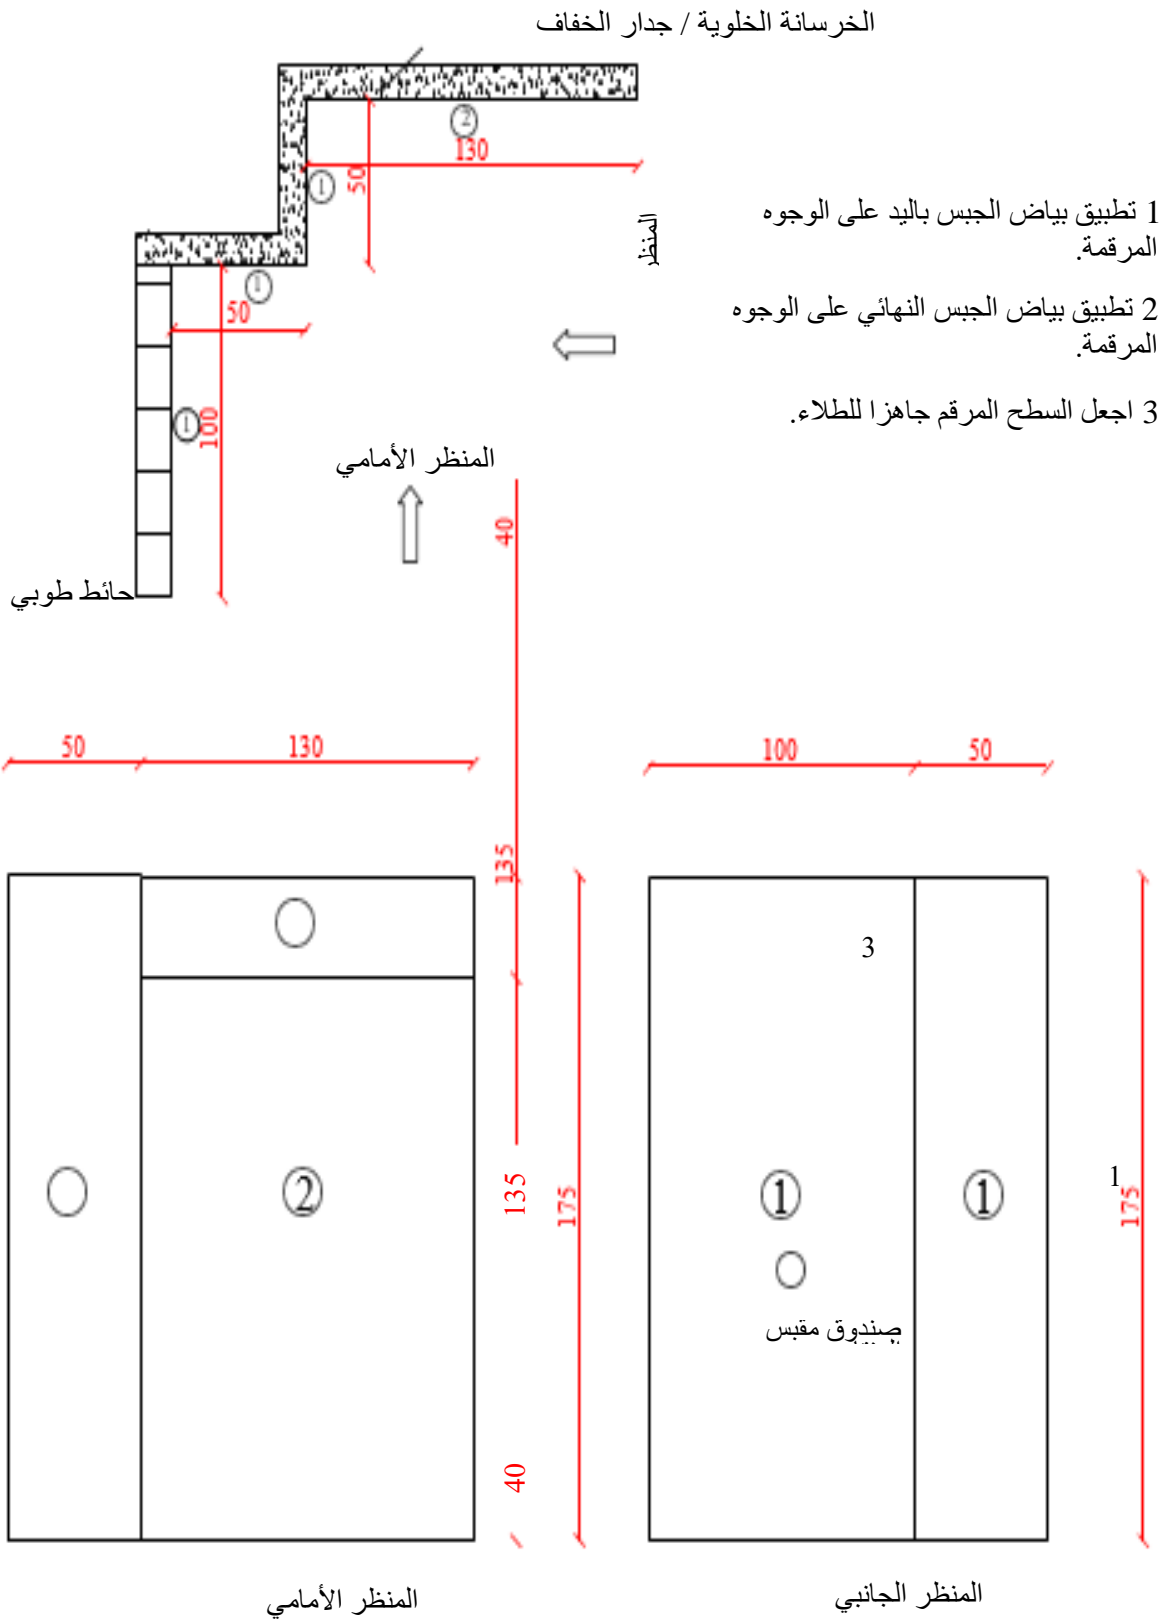 الخرسانة الخلوية / جدار الخفاف
2
130
50
1
1
50
1
100
المنظر
1 تطبيق بياض الجبس باليد على الوجوه
المرقمة.
2 تطبيق بياض الجبس النهائي على الوجوه
المرقمة.
3 اجعل السطح المرقم جاهزا للطلاء.
المنظر الأمامي
حائط طوبي
40
50
130
135
2
135
175
40
المنظر الأمامي
100
50
3
1
1
1
175
صندوق مقبس
المنظر الجانبي